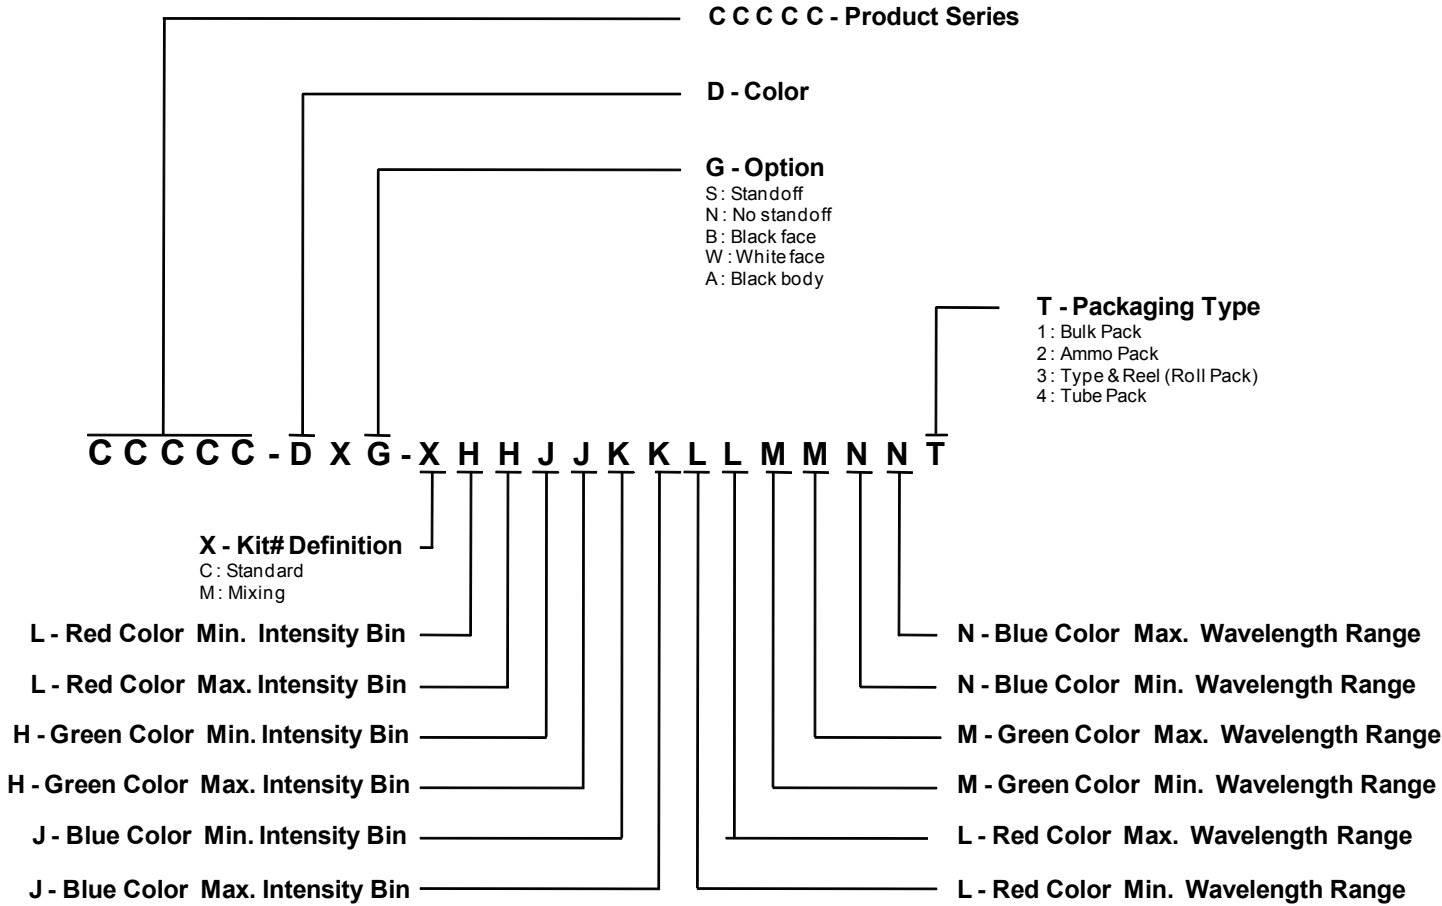 C C C C C - Product Series
D - Color
G - Option
S : Standoff
N : No standoff
B : Black face
W : White face
A : Black body
T - Packaging Type
1 : Bulk Pack
2 : Ammo Pack
3 : Type & Reel (Roll Pack)
4 : Tube Pack
C C C C C - D X G - X H H J J K K L L M M N N T
X - Kit# Definition
C : Standard
M : Mixing
L - Red Color Min. Intensity Bin
N - Blue Color Max. Wavelength Range
L - Red Color Max. Intensity Bin
N - Blue Color Min. Wavelength Range
H - Green Color Min. Intensity Bin
M - Green Color Max. Wavelength Range
H - Green Color Max. Intensity Bin
M - Green Color Min. Wavelength Range
J - Blue Color Min. Intensity Bin
L - Red Color Max. Wavelength Range
J - Blue Color Max. Intensity Bin
L - Red Color Min. Wavelength Range